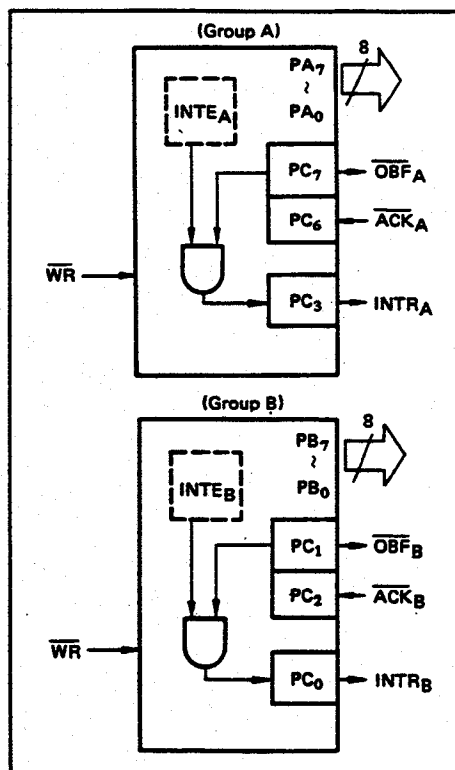 (Group A)
8
PA7
~
PA0
INTEA
PC7
OBFA
PC6
ACKA
WR
PC3
INTRA
(Group B)
8
PB7
~
PB0
INTEB
PC1
OBFB
PC2
ACKB
WR
PC0
INTRB